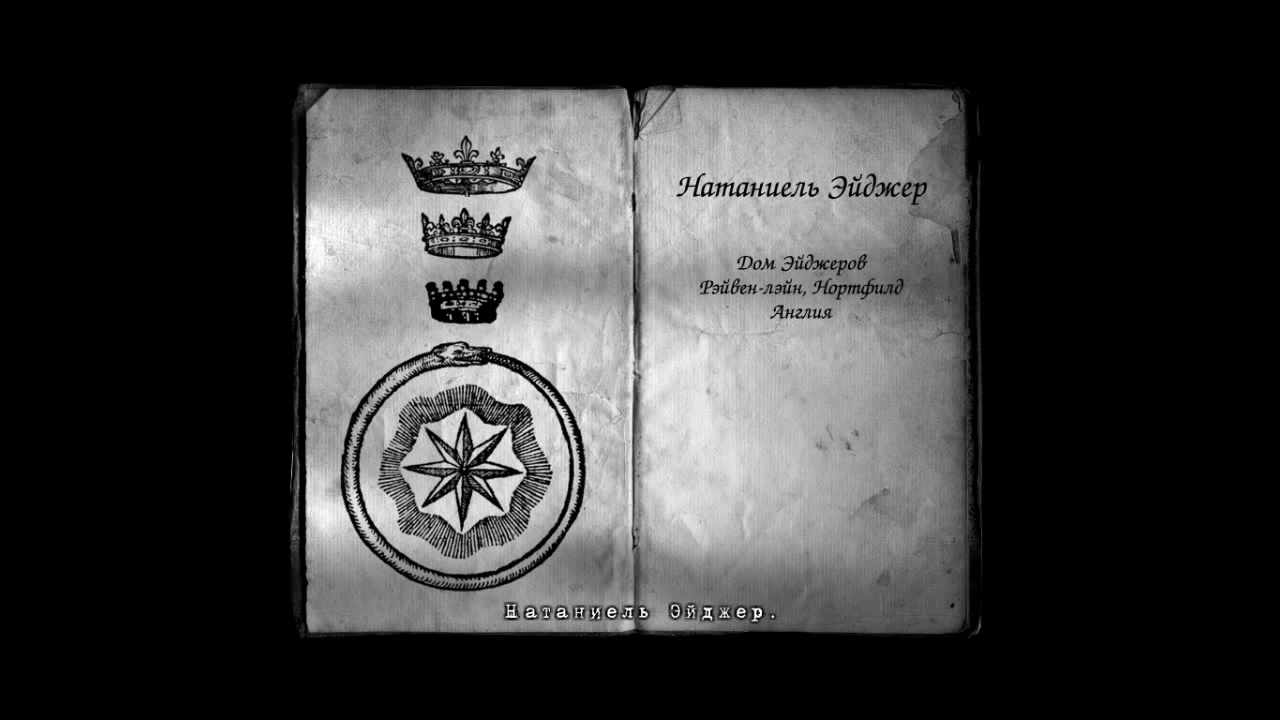 Натаниель Эйджер
Дом Эйджеров
Рэйвен-лэйн, Нортфилд
Англия
Натаниель Эйджер.